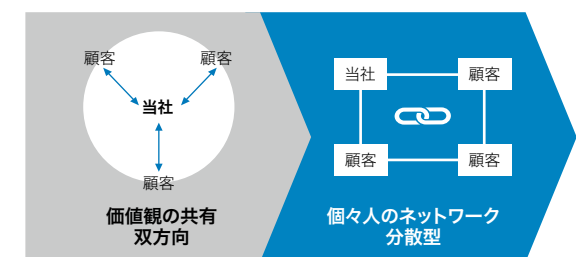 顧客
顧客
当社
顧客
価値観の共有
双方向
当社
顧客
顧客
顧客
個々人のネットワーク
分散型